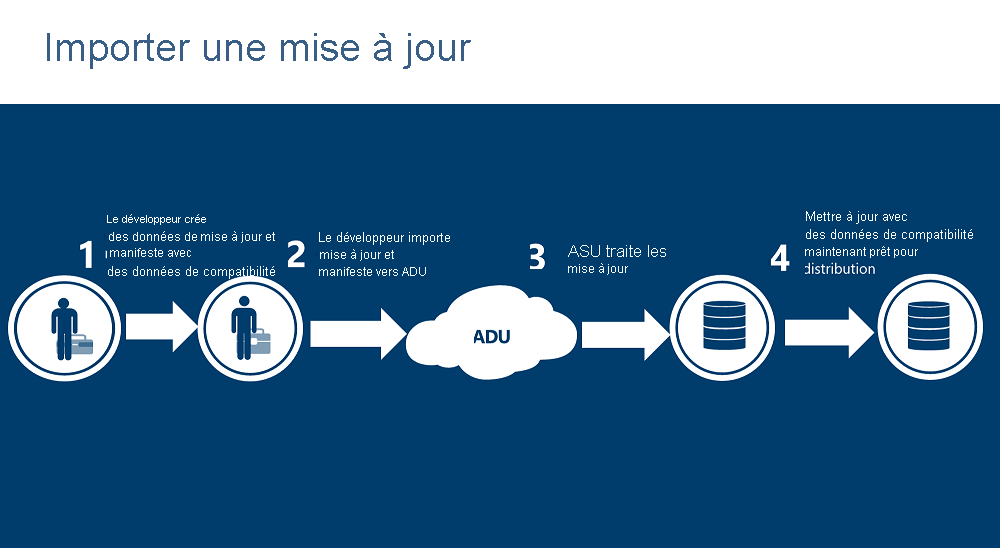 Importer une mise à jour
1
Le développeur crée
des données de mise à jour et
manifeste avec
des données de compatibilité
2
Le développeur importe
mise à jour et
manifeste vers ADU
3
ASU traite les
mise à jour
4
Mettre à jour avec
des données de compatibilité
maintenant prêt pour
distribution
ADU